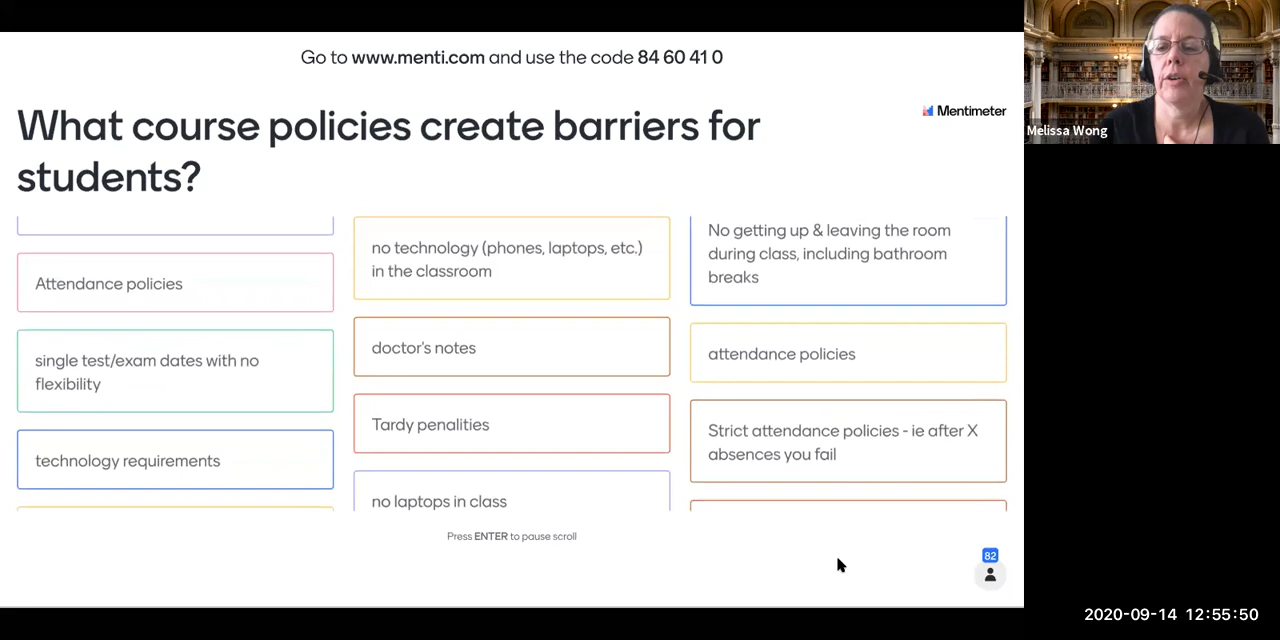 Go to www.menti.com and use the code 84 60 41 0
What course policies create barriers for
students?
Mentimeter
Melissa Wong
Attendance policies
single test/exam dates with no
flexibility
technology requirements
no technology (phones, laptops, etc.)
in the classroom
doctor's notes
Tardy penalities
no laptops in class
No getting up & leaving the room
during class, including bathroom
breaks
attendance policies
Strict attendance policies - ie after X
absences you fail
Press ENTER to pause scroll
82
2020-09-14 12:55:50